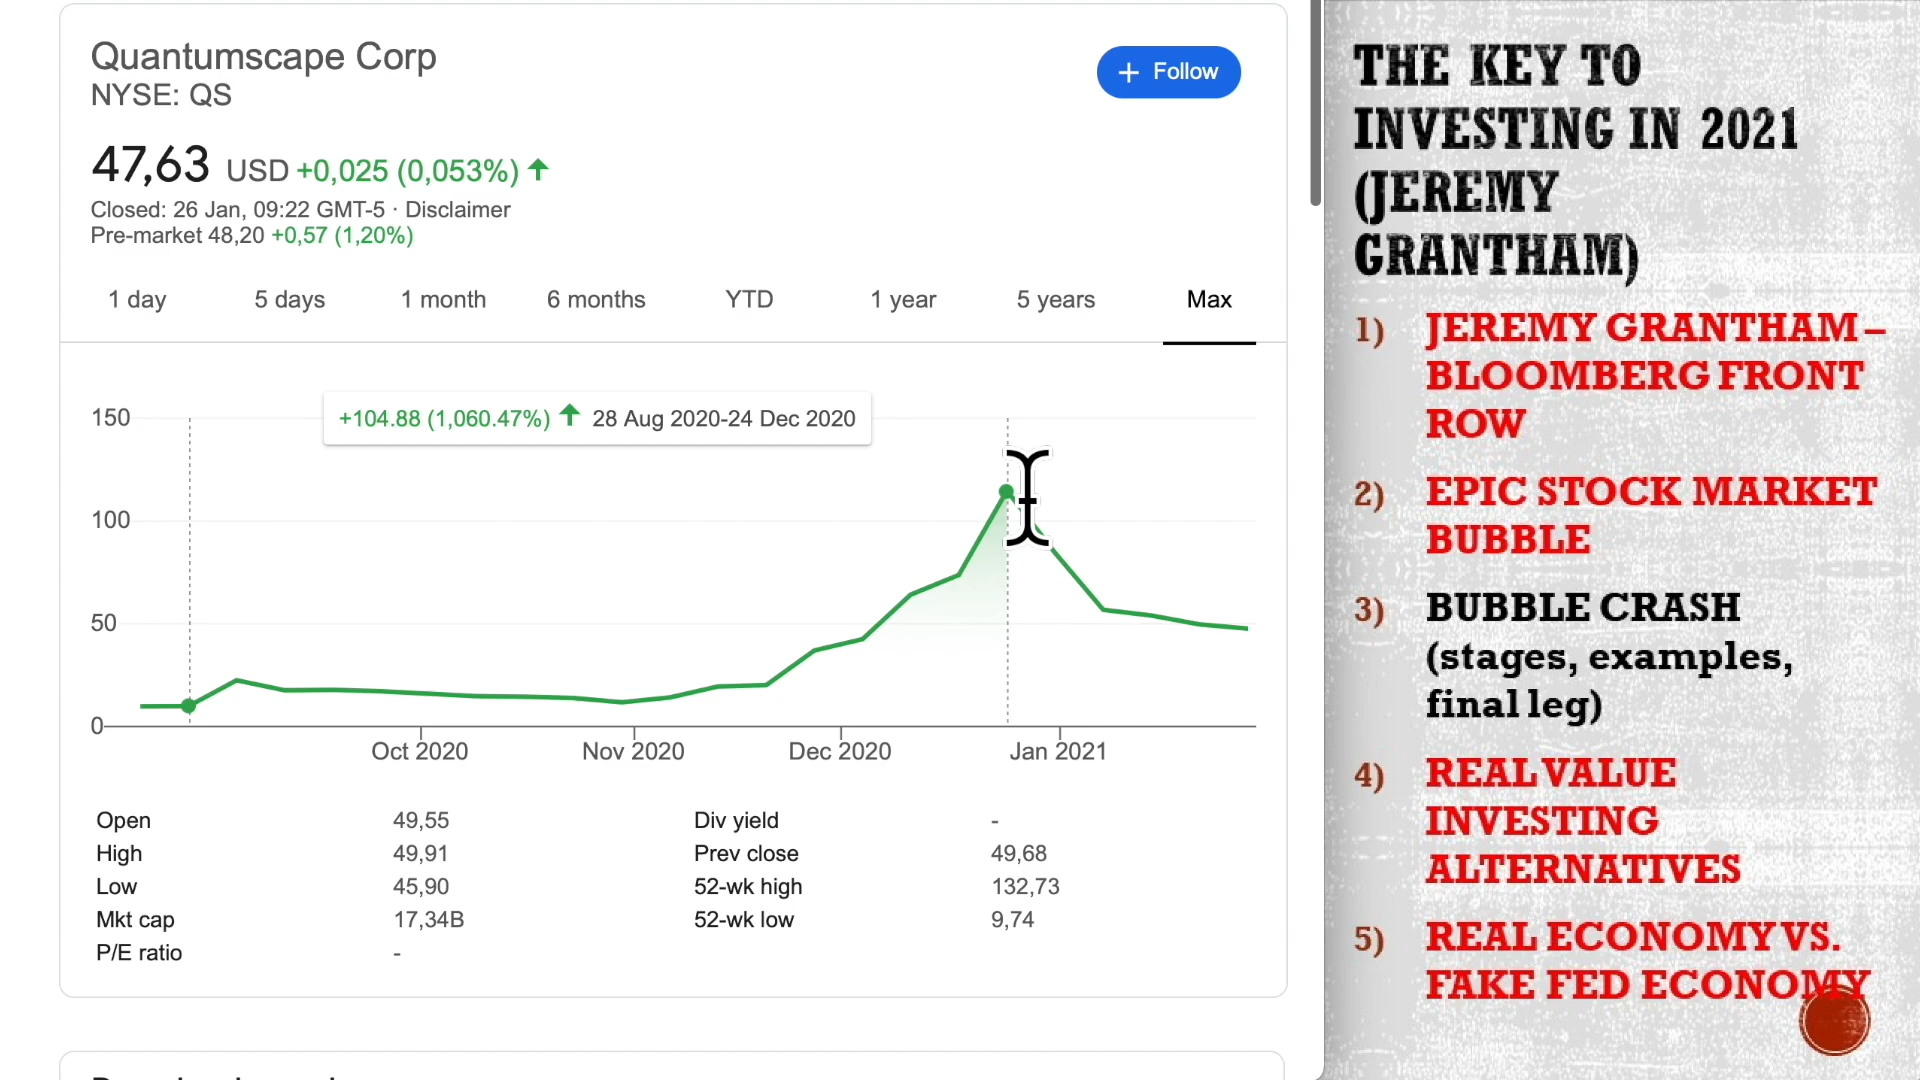 Quantumscape Corp
NYSE: QS
+ Follow
47,63 USD +0,025 (0,053%)
Closed: 26 Jan, 09:22 GMT-5 · Disclaimer
Pre-market 48,20 +0,57 (1,20%)
1 day 5 days 1 month 6 months YTD 1 year 5 years Max
+104.88 (1,060.47%) 28 Aug 2020-24 Dec 2020
150
100
50
0
Oct 2020 Nov 2020 Dec 2020 Jan 2021
Open 49,55 Div yield -
High 49,91 Prev close 49,68
Low 45,90 52-wk high 132,73
Mkt cap 17,34B 52-wk low 9,74
P/E ratio -
THE KEY TO
INVESTING IN 2021
(JEREMY
GRANTHAM)
1) JEREMY GRANTHAM –
BLOOMBERG FRONT
ROW
2) EPIC STOCK MARKET
BUBBLE
3) BUBBLE CRASH
(stages, examples,
final leg)
4) REAL VALUE
INVESTING
ALTERNATIVES
5) REAL ECONOMY VS.
FAKE FED ECONOMY